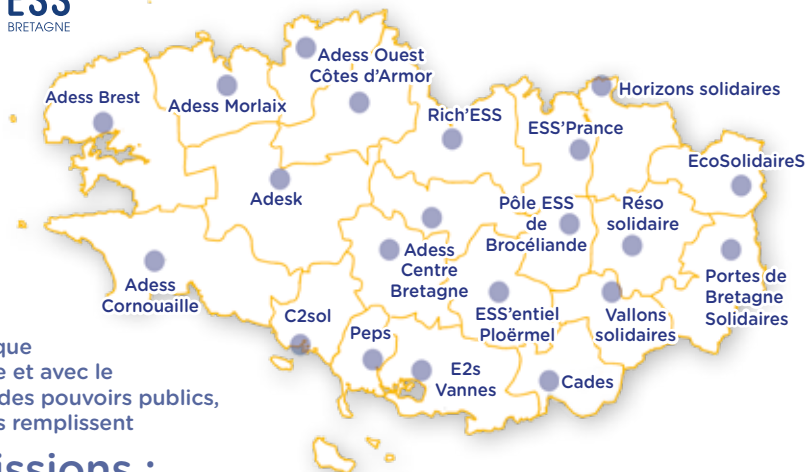 ESS
BRETAGNE
Adess Ouest
Côtes d'Armor
Adess Brest
Adess Morlaix
Horizons solidaires
Rich'ESS
ESS'Prance
EcoSolidaireS
Adesk
Pôle ESS
de
Brocéliande
Réso
solidaire
Adess
Centre
Bretagne
Adess
Cornouaille
Portes de
Bretagne
Solidaires
C2sol
ESS'entiel
Ploërmel
Vallons
solidaires
Peps
E2s
Vannes
Cades
que
e et avec le
des pouvoirs publics,
s remplissent
issions :